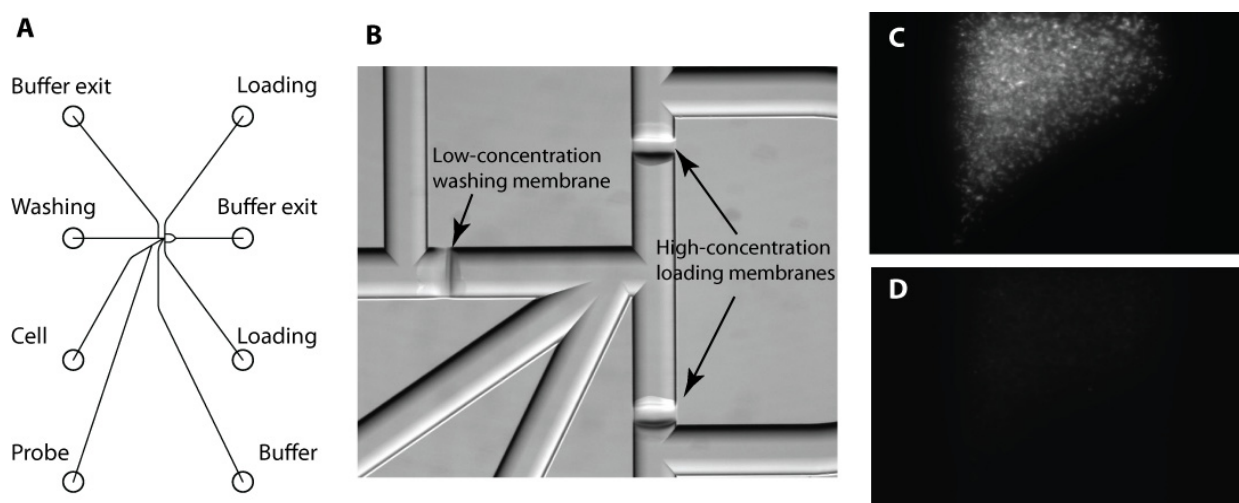 A
Buffer exit
Loading
Washing
Buffer exit
Cell
Loading
Probe
Buffer
B
Low-concentration
washing membrane
High-concentration
loading membranes
C
D